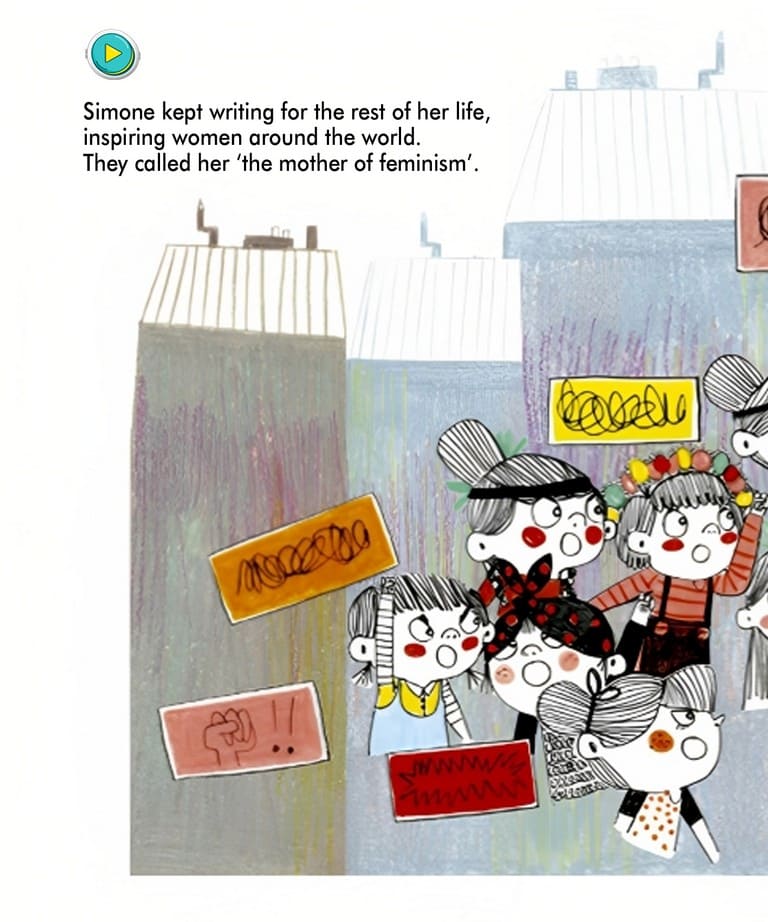 Simone kept writing for the rest of her life,
inspiring women around the world.
They called her ‘the mother of feminism’.
!!